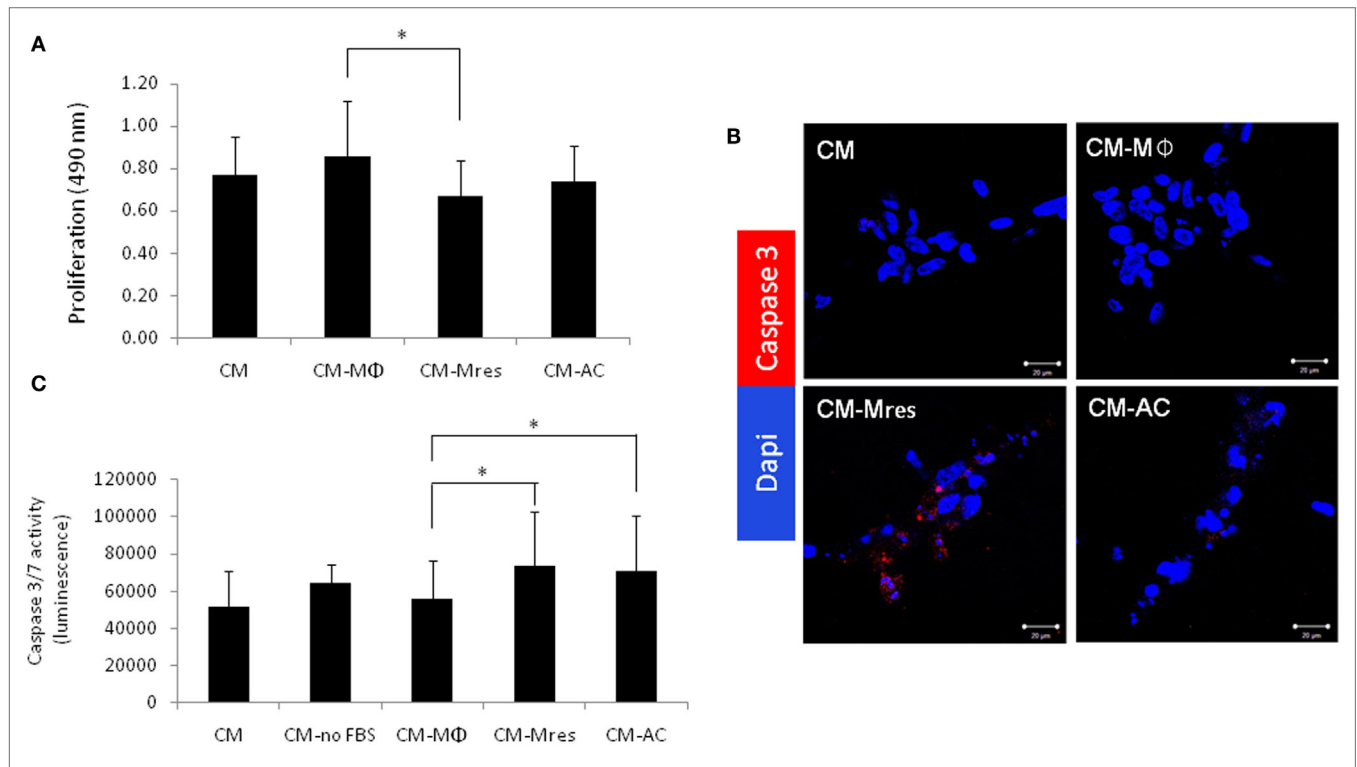 A
*
1.20
1.00
0.80
0.60
0.40
0.20
0.00
Proliferation (490 nm)
CM CM-MΦ CM-Mres CM-AC
B
Caspase 3
Dapi
CM
20 µm
CM-MΦ
20 µm
CM-Mres
20 µm
CM-AC
20 µm
C
*
*
120000
100000
80000
60000
40000
20000
0
Caspase 3/7 activity
(luminescence)
CM CM-no FBS CM-MΦ CM-Mres CM-AC